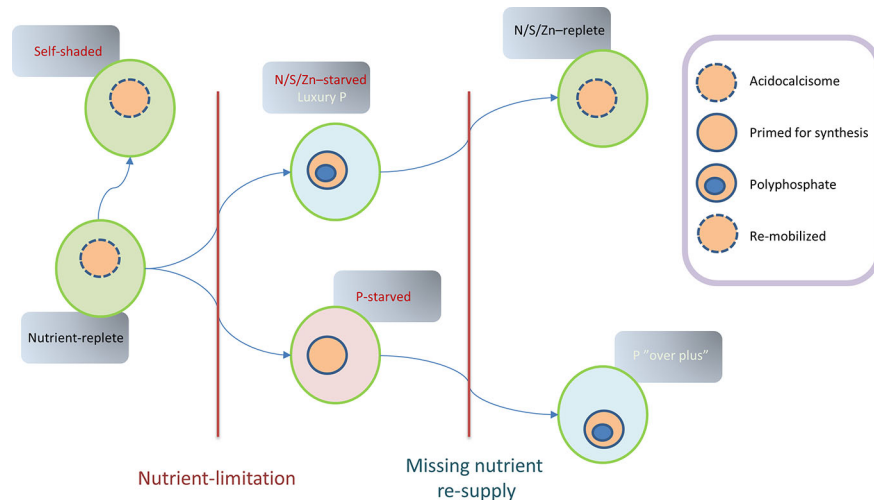 Self-shaded
Nutrient-replete
N/S/Zn–starved
Luxury P
P-starved
N/S/Zn–replete
P “over plus”
Nutrient-limitation
Missing nutrient
re-supply
Acidocalcisome
Primed for synthesis
Polyphosphate
Re-mobilized